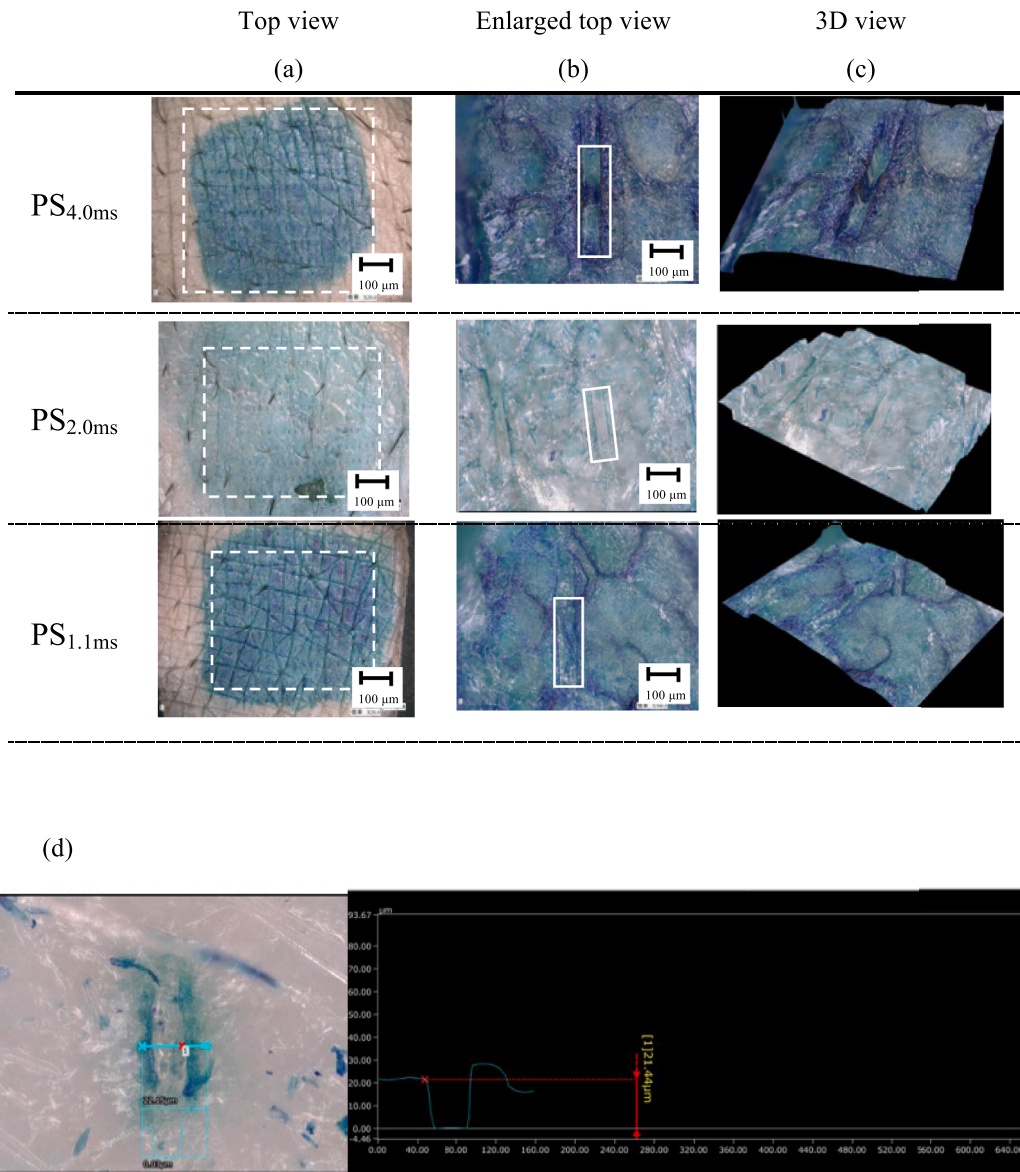 Top view Enlarged top view 3D view
(a) (b) (c)
PS4.0ms
100 μm
100 μm
PS2.0ms
100 μm
100 μm
PS1.1ms
100 μm
100 μm
(d)
μm
93.67
80.00
70.00
60.00
50.00
40.00
30.00
20.00
0.00
-4.46
[1]21.44μm
0.00 40.00 80.00 120.00 160.00 200.00 240.00 280.00 320.00 360.00 400.00 440.00 480.00 520.00 560.00 600.00 640.0